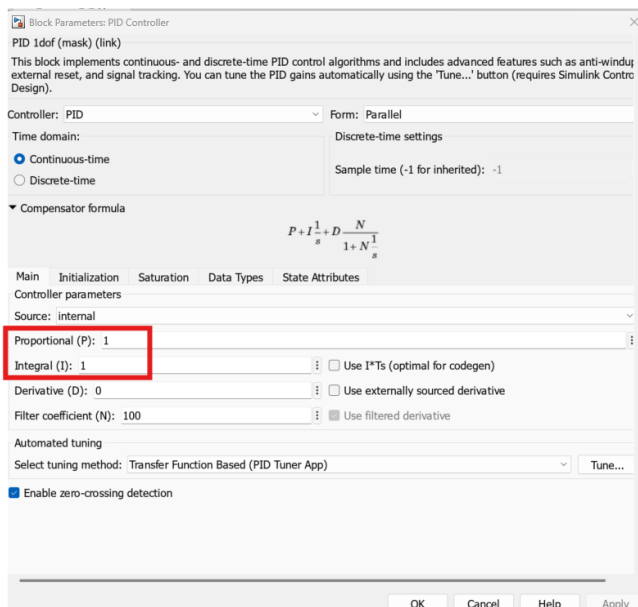 Block Parameters: PID Controller
PID 1dof (mask) (link)
This block implements continuous- and discrete-time PID control algorithms and includes advanced features such as anti-windup
external reset, and signal tracking. You can tune the PID gains automatically using the 'Tune...' button (requires Simulink Contro
Design).
Controller: PID Form: Parallel
Time domain: Discrete-time settings
Continuous-time
Discrete-time
Sample time (-1 for inherited): -1
Compensator formula
P + I 1/s + D N/(1 + N 1/s)
Main Initialization Saturation Data Types State Attributes
Controller parameters
Source: internal
Proportional (P): 1
Integral (I): 1 Use I*Ts (optimal for codegen)
Derivative (D): 0 Use externally sourced derivative
Filter coefficient (N): 100 Use filtered derivative
Automated tuning
Select tuning method: Transfer Function Based (PID Tuner App) Tune...
Enable zero-crossing detection
OK Cancel Help Apply